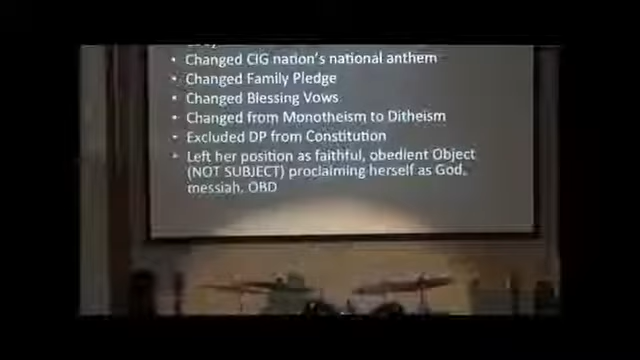 • Changed CIG nation's national anthem
• Changed Family Pledge
• Changed Blessing Vows
• Changed from Monotheism to Ditheism
• Excluded DP from Constitution
• Left her position as faithful, obedient Object
(NOT SUBJECT) proclaiming herself as God,
messiah, OBD